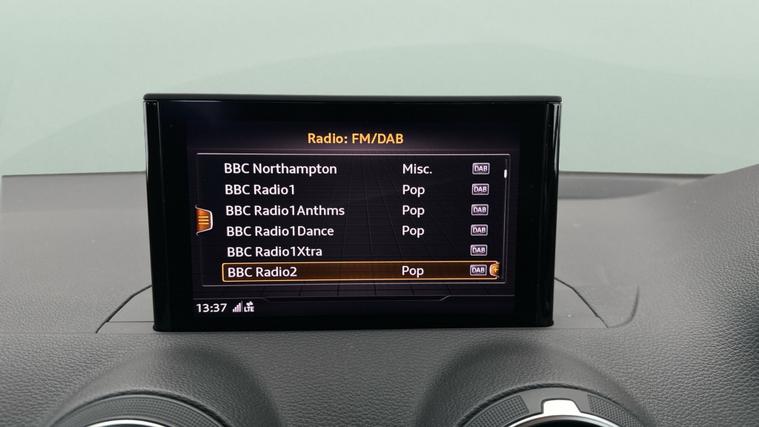 Radio: FM/DAB
BBC Northampton Misc. DAB
BBC Radio1 Pop DAB
BBC Radio1Anthms Pop DAB
BBC Radio1Dance Pop DAB
BBC Radio1Xtra DAB
BBC Radio2 Pop DAB
13:37 LTE